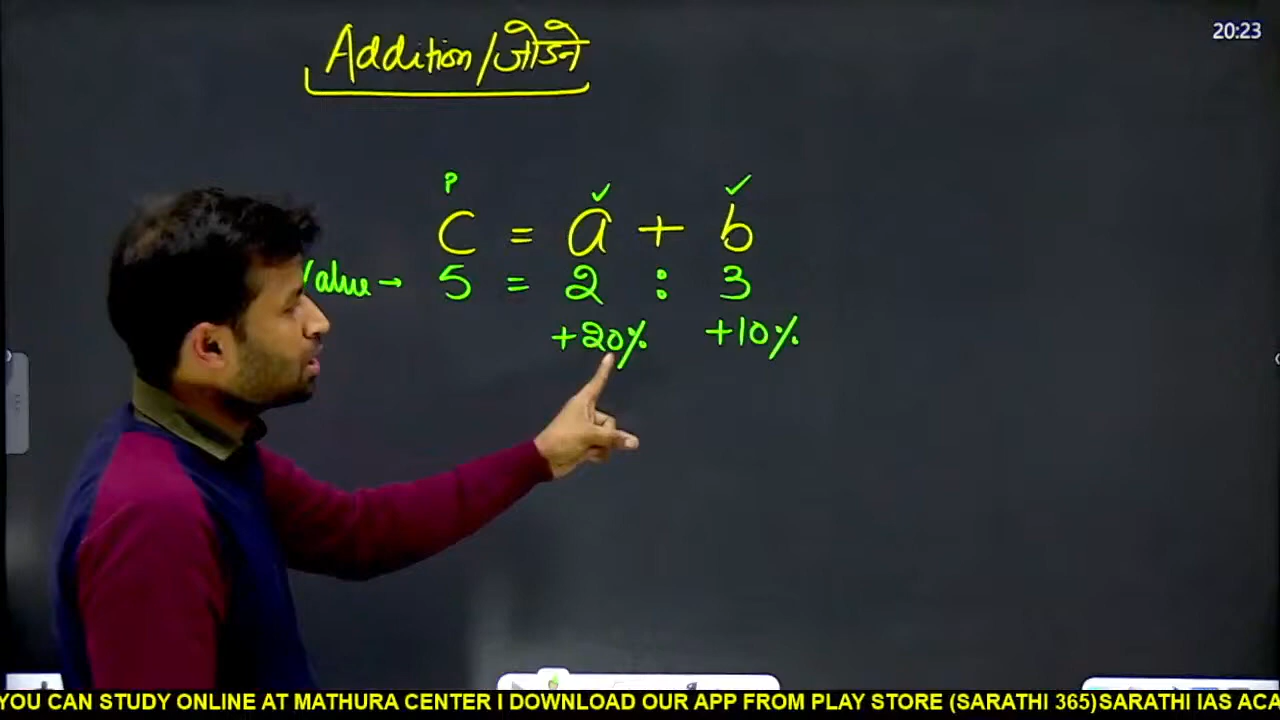 20:23
Addition/जोडने
P ✓ ✓
C = a + b
Value → 5 = 2 : 3
+20% +10%
YOU CAN STUDY ONLINE AT MATHURA CENTER I DOWNLOAD OUR APP FROM PLAY STORE (SARATHI 365)SARATHI IAS ACA